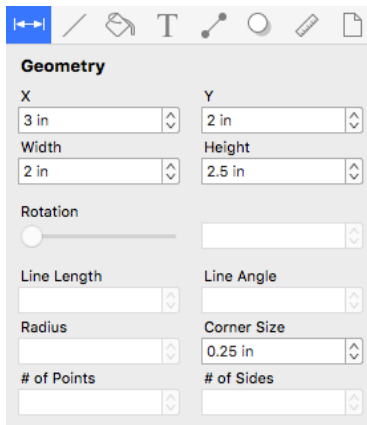 T
Geometry
X Y
3 in 2 in
Width Height
2 in 2.5 in
Rotation
Line Length Line Angle
Radius Corner Size
0.25 in
# of Points # of Sides